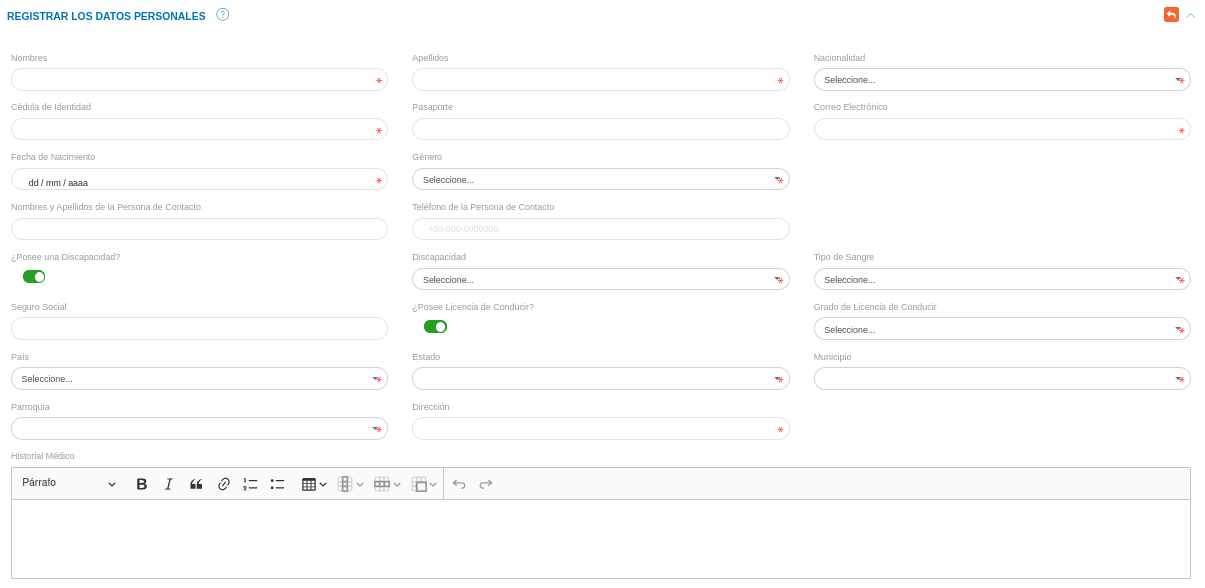 REGISTRAR LOS DATOS PERSONALES ?
Nombres Apellidos Nacionalidad
* * Seleccione... *
Cédula de Identidad Pasaporte Correo Electrónico
* *
Fecha de Nacimiento Género
dd / mm / aaaa * Seleccione... *
Nombres y Apellidos de la Persona de Contacto Teléfono de la Persona de Contacto
+00-000-0000000
¿Posee una Discapacidad? Discapacidad Tipo de Sangre
Seleccione... * Seleccione... *
Seguro Social ¿Posee Licencia de Conducir? Grado de Licencia de Conducir
Seleccione... *
País Estado Municipio
Seleccione... * * *
Parroquia Dirección
* *
Historial Médico
Párrafo B I